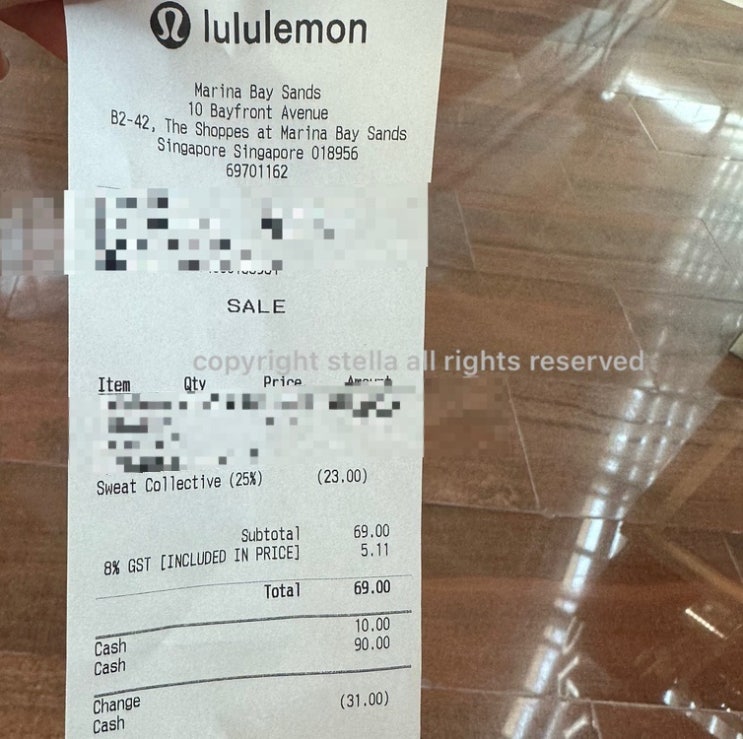 lululemon
Marina Bay Sands
10 Bayfront Avenue
B2-42, The Shoppes at Marina Bay Sands
Singapore Singapore 018956
69701162
SALE
copyright stella all rights reserved
Item Qty Price Amount
Sweat Collective (25%) (23.00)
Subtotal 69.00
8% GST [INCLUDED IN PRICE] 5.11
Total 69.00
Cash 10.00
Cash 90.00
Change
Cash (31.00)